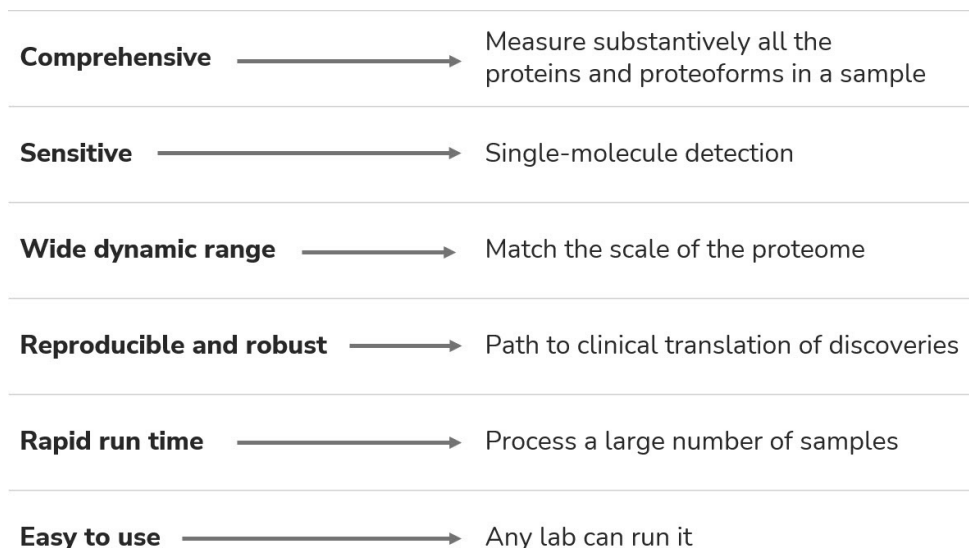 Comprehensive
Measure substantively all the
proteins and proteoforms in a sample
Sensitive
Single-molecule detection
Wide dynamic range
Match the scale of the proteome
Reproducible and robust
Path to clinical translation of discoveries
Rapid run time
Process a large number of samples
Easy to use
Any lab can run it